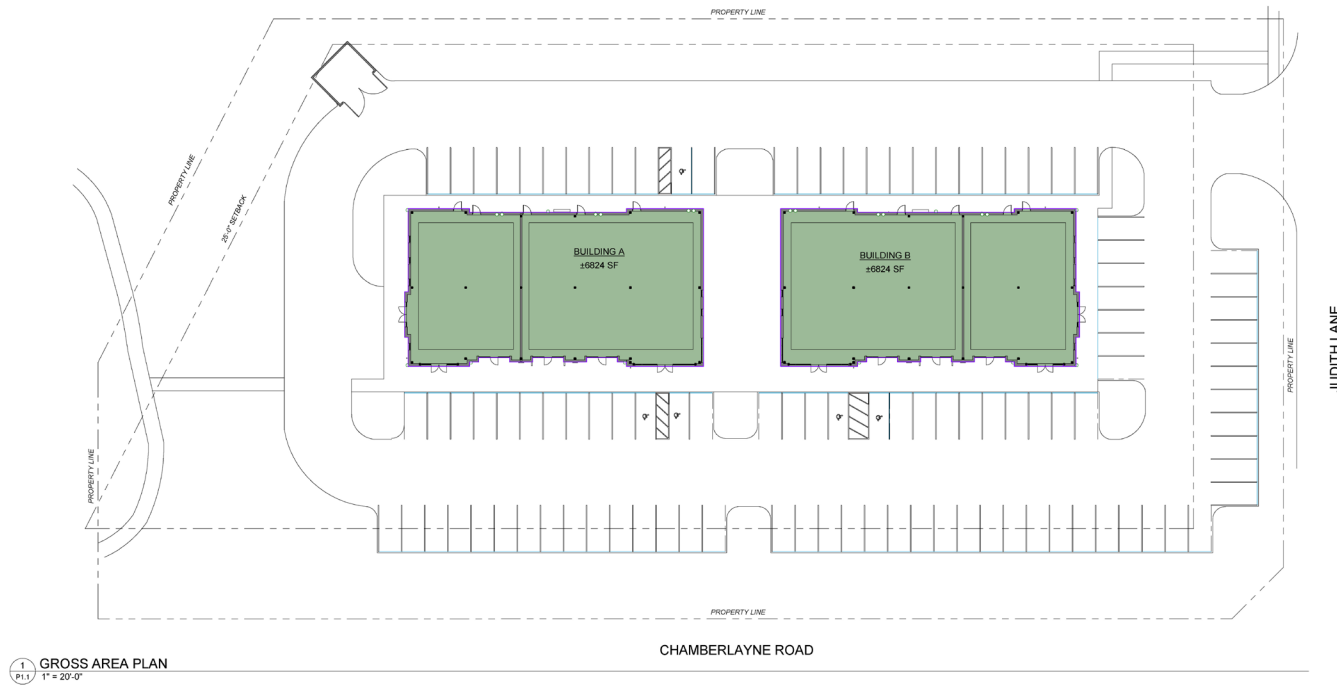 PROPERTY LINE
PROPERTY LINE
25'-0" SETBACK
BUILDING A
±6824 SF
BUILDING B
±6824 SF
JUDITH LANE
PROPERTY LINE
PROPERTY LINE
PROPERTY LINE
CHAMBERLAYNE ROAD
1
P1.1
GROSS AREA PLAN
1" = 20'-0"